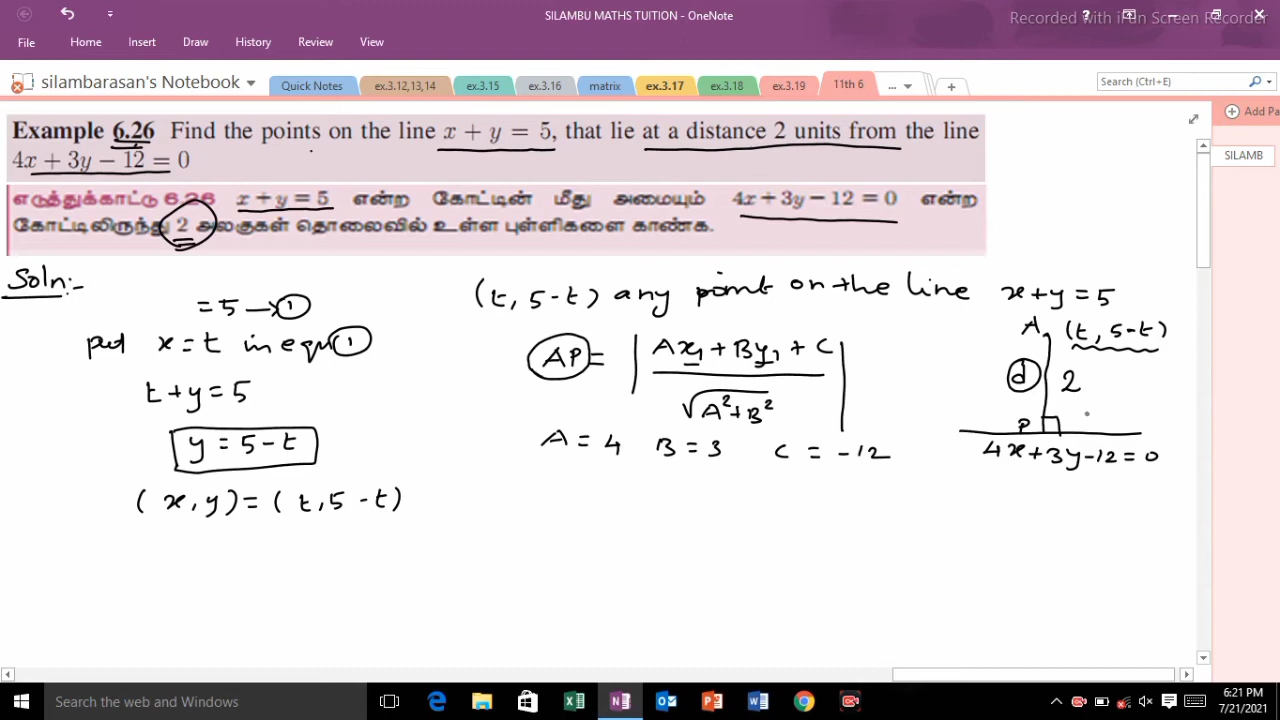 SILAMBU MATHS TUITION - OneNote
Recorded with iFun Screen Recorder
File Home Insert Draw History Review View
silambarasan's Notebook
Quick Notes ex.3.12,13,14 ex.3.15 ex.3.16 matrix ex.3.17 ex.3.18 ex.3.19 11th 6 ...
Search (Ctrl+E)
Add Pa
SILAMB
Example 6.26 Find the points on the line x + y = 5, that lie at a distance 2 units from the line
4x + 3y − 12 = 0
எடுத்துக்காட்டு 6.26 x + y = 5 என்ற கோட்டின் மீது அமையும் 4x + 3y − 12 = 0 என்ற
கோட்டிலிருந்து 2 அலகுகள் தொலைவில் உள்ள புள்ளிகளை காண்க.
Soln:-
= 5 → 1
put x = t in equ 1
t + y = 5
y = 5 - t
(x, y) = (t, 5 - t)
(t, 5 - t) any point on the line x + y = 5
AP = | Ax₁ + By₁ + C |
√A² + B²
A = 4 B = 3 C = -12
A (t, 5 - t)
d 2
P
4x + 3y - 12 = 0
Search the web and Windows
6:21 PM
7/21/2021